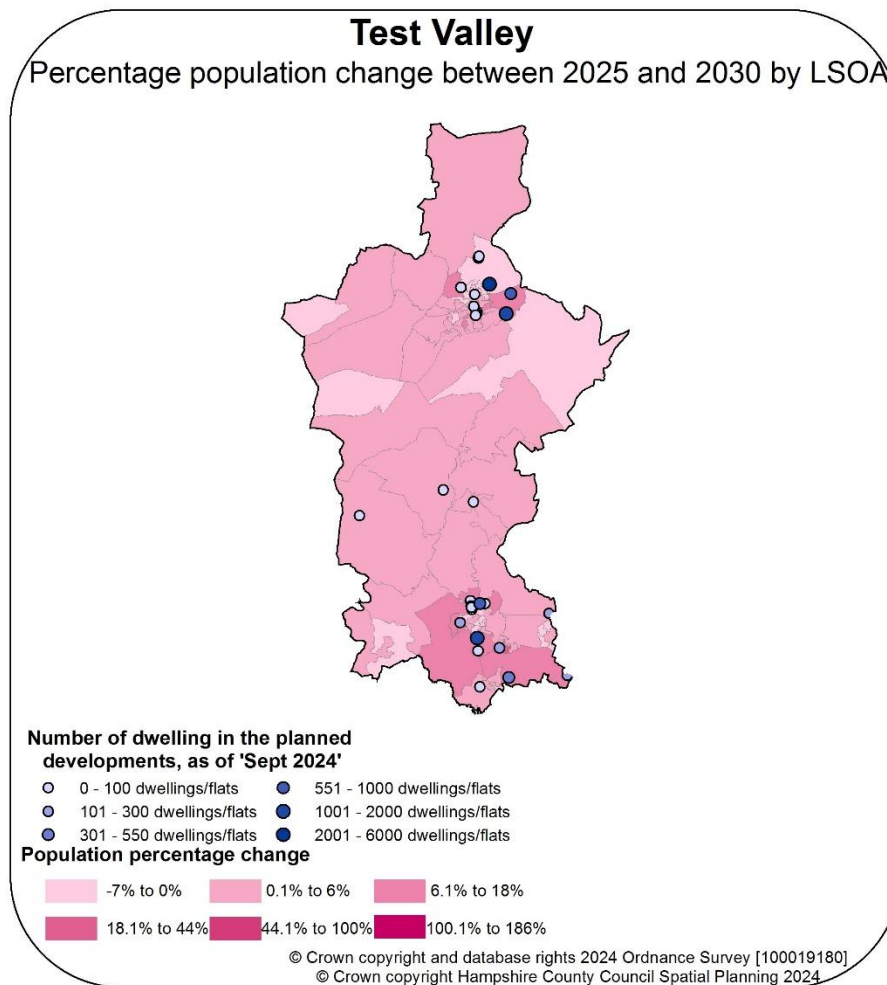 Test Valley
Percentage population change between 2025 and 2030 by LSOA
Number of dwelling in the planned
developments, as of 'Sept 2024'
0 - 100 dwellings/flats
551 - 1000 dwellings/flats
101 - 300 dwellings/flats
1001 - 2000 dwellings/flats
301 - 550 dwellings/flats
2001 - 6000 dwellings/flats
Population percentage change
-7% to 0%
0.1% to 6%
6.1% to 18%
18.1% to 44%
44.1% to 100%
100.1% to 186%
© Crown copyright and database rights 2024 Ordnance Survey [100019180]
© Crown copyright Hampshire County Council Spatial Planning 2024